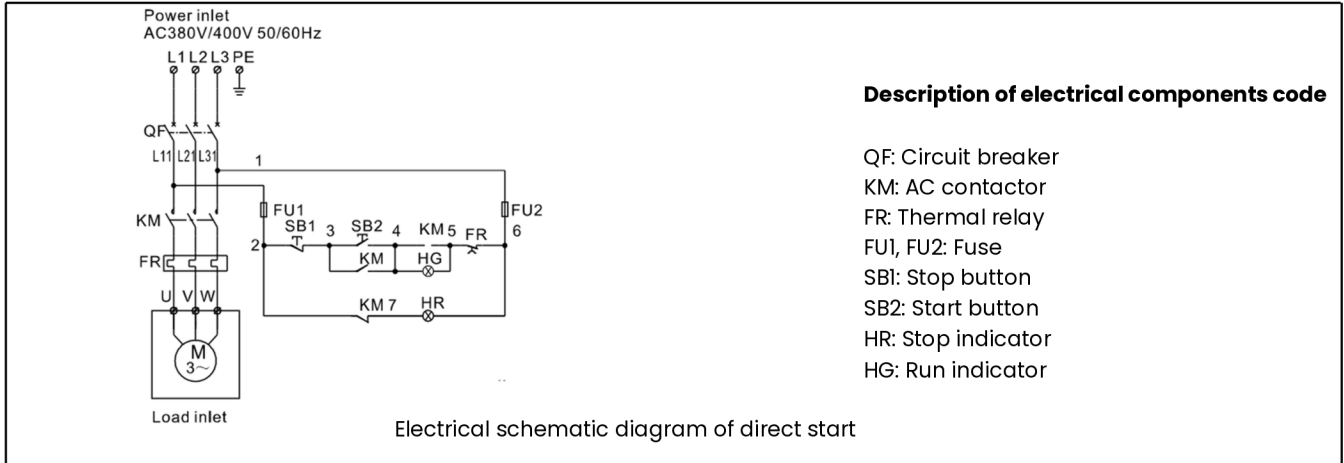 Power inlet
AC380V/400V 50/60Hz
L1 L2 L3 PE
QF
L11 L21 L31
1
KM
FU1
FU2
SB1
3
SB2
4
KM 5
FR
6
2
KM
HG
FR
U V W
KM 7
HR
M
3~
Load inlet
Description of electrical components code
QF: Circuit breaker
KM: AC contactor
FR: Thermal relay
FU1, FU2: Fuse
SB1: Stop button
SB2: Start button
HR: Stop indicator
HG: Run indicator
Electrical schematic diagram of direct start